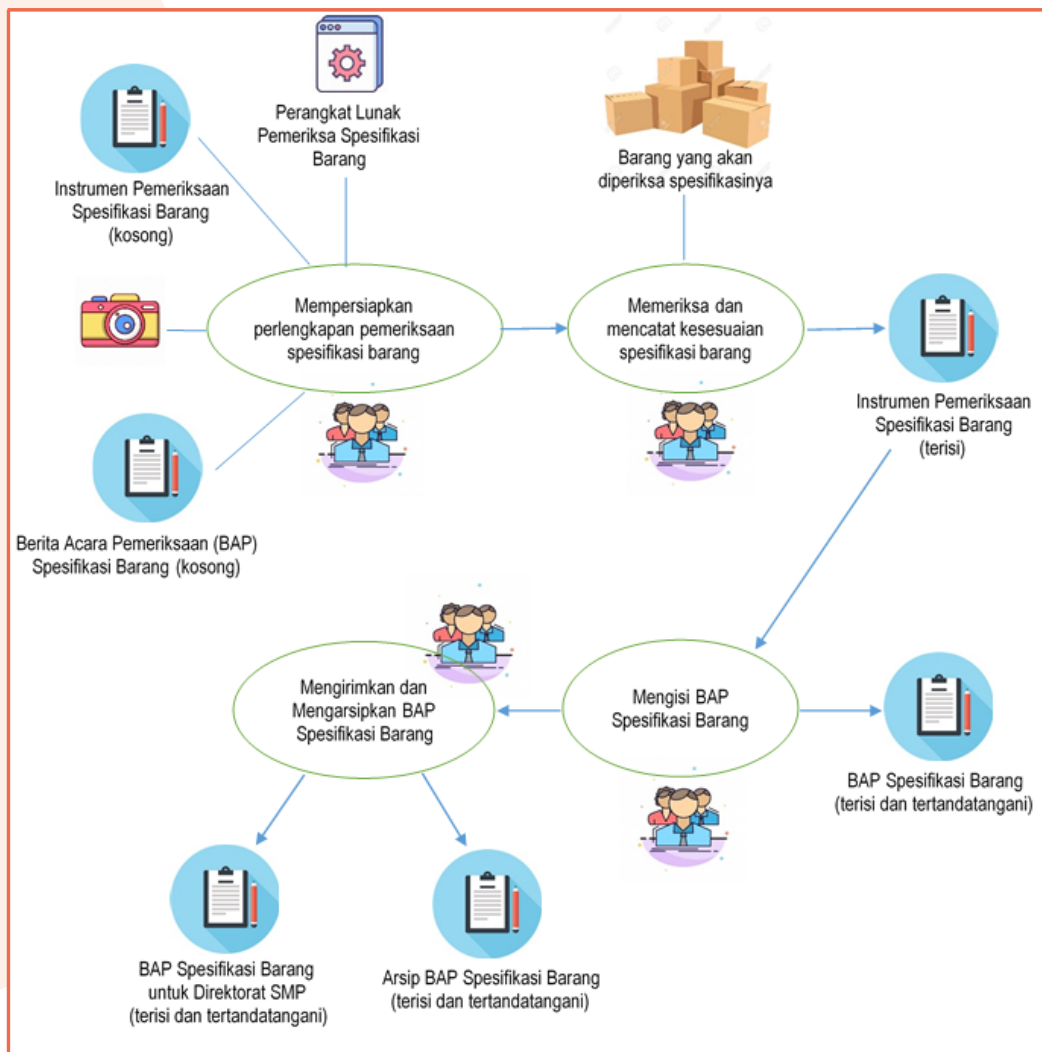 Perangkat Lunak
Pemeriksa Spesifikasi
Barang
Barang yang akan
diperiksa spesifikasinya
Instrumen Pemeriksaan
Spesifikasi Barang
(kosong)
Mempersiapkan
perlengkapan pemeriksaan
spesifikasi barang
Memeriksa dan
mencatat kesesuaian
spesifikasi barang
Instrumen Pemeriksaan
Spesifikasi Barang
(terisi)
Berita Acara Pemeriksaan (BAP)
Spesifikasi Barang (kosong)
Mengirimkan dan
Mengarsipkan BAP
Spesifikasi Barang
Mengisi BAP
Spesifikasi Barang
BAP Spesifikasi Barang
(terisi dan tertandatangani)
BAP Spesifikasi Barang
untuk Direktorat SMP
(terisi dan tertandatangani)
Arsip BAP Spesifikasi Barang
(terisi dan tertandatangani)